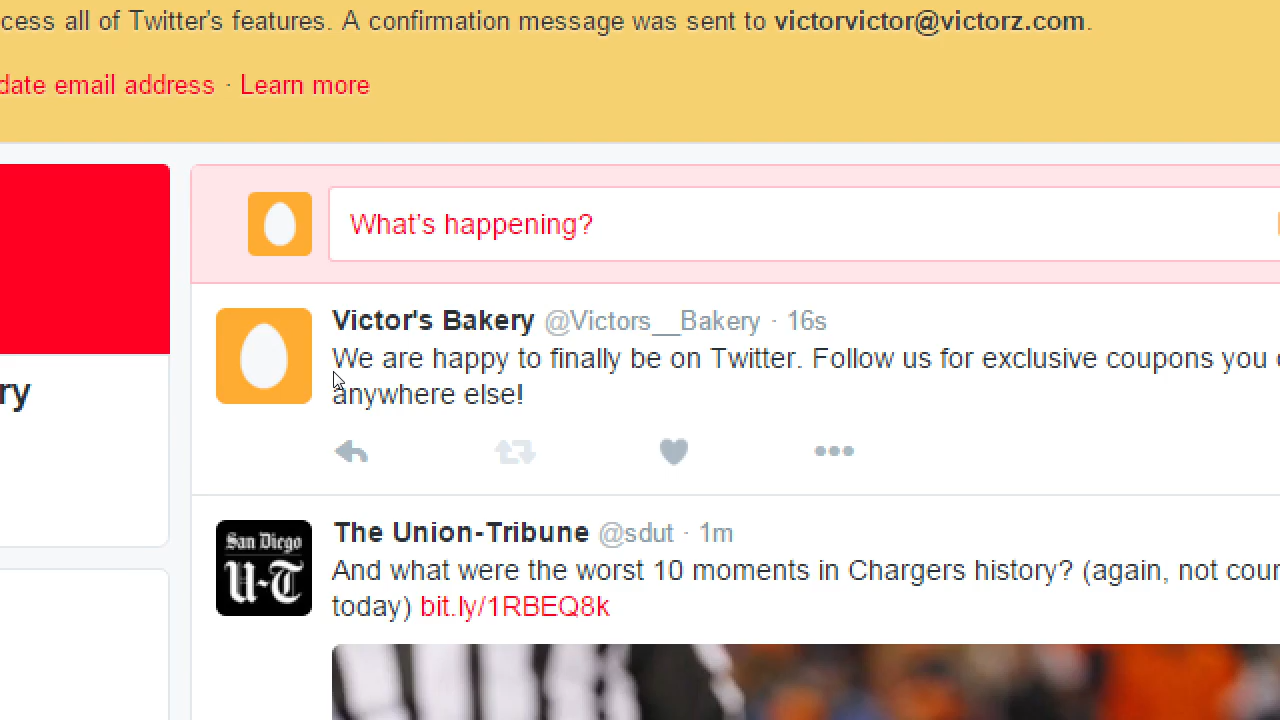 cess all of Twitter's features. A confirmation message was sent to victorvictor@victorz.com.
date email address · Learn more
What's happening?
ry
Victor's Bakery @Victors__Bakery · 16s
We are happy to finally be on Twitter. Follow us for exclusive coupons you
anywhere else!
The Union-Tribune @sdut · 1m
San Diego
U-T
And what were the worst 10 moments in Chargers history? (again, not cour
today) bit.ly/1RBEQ8k